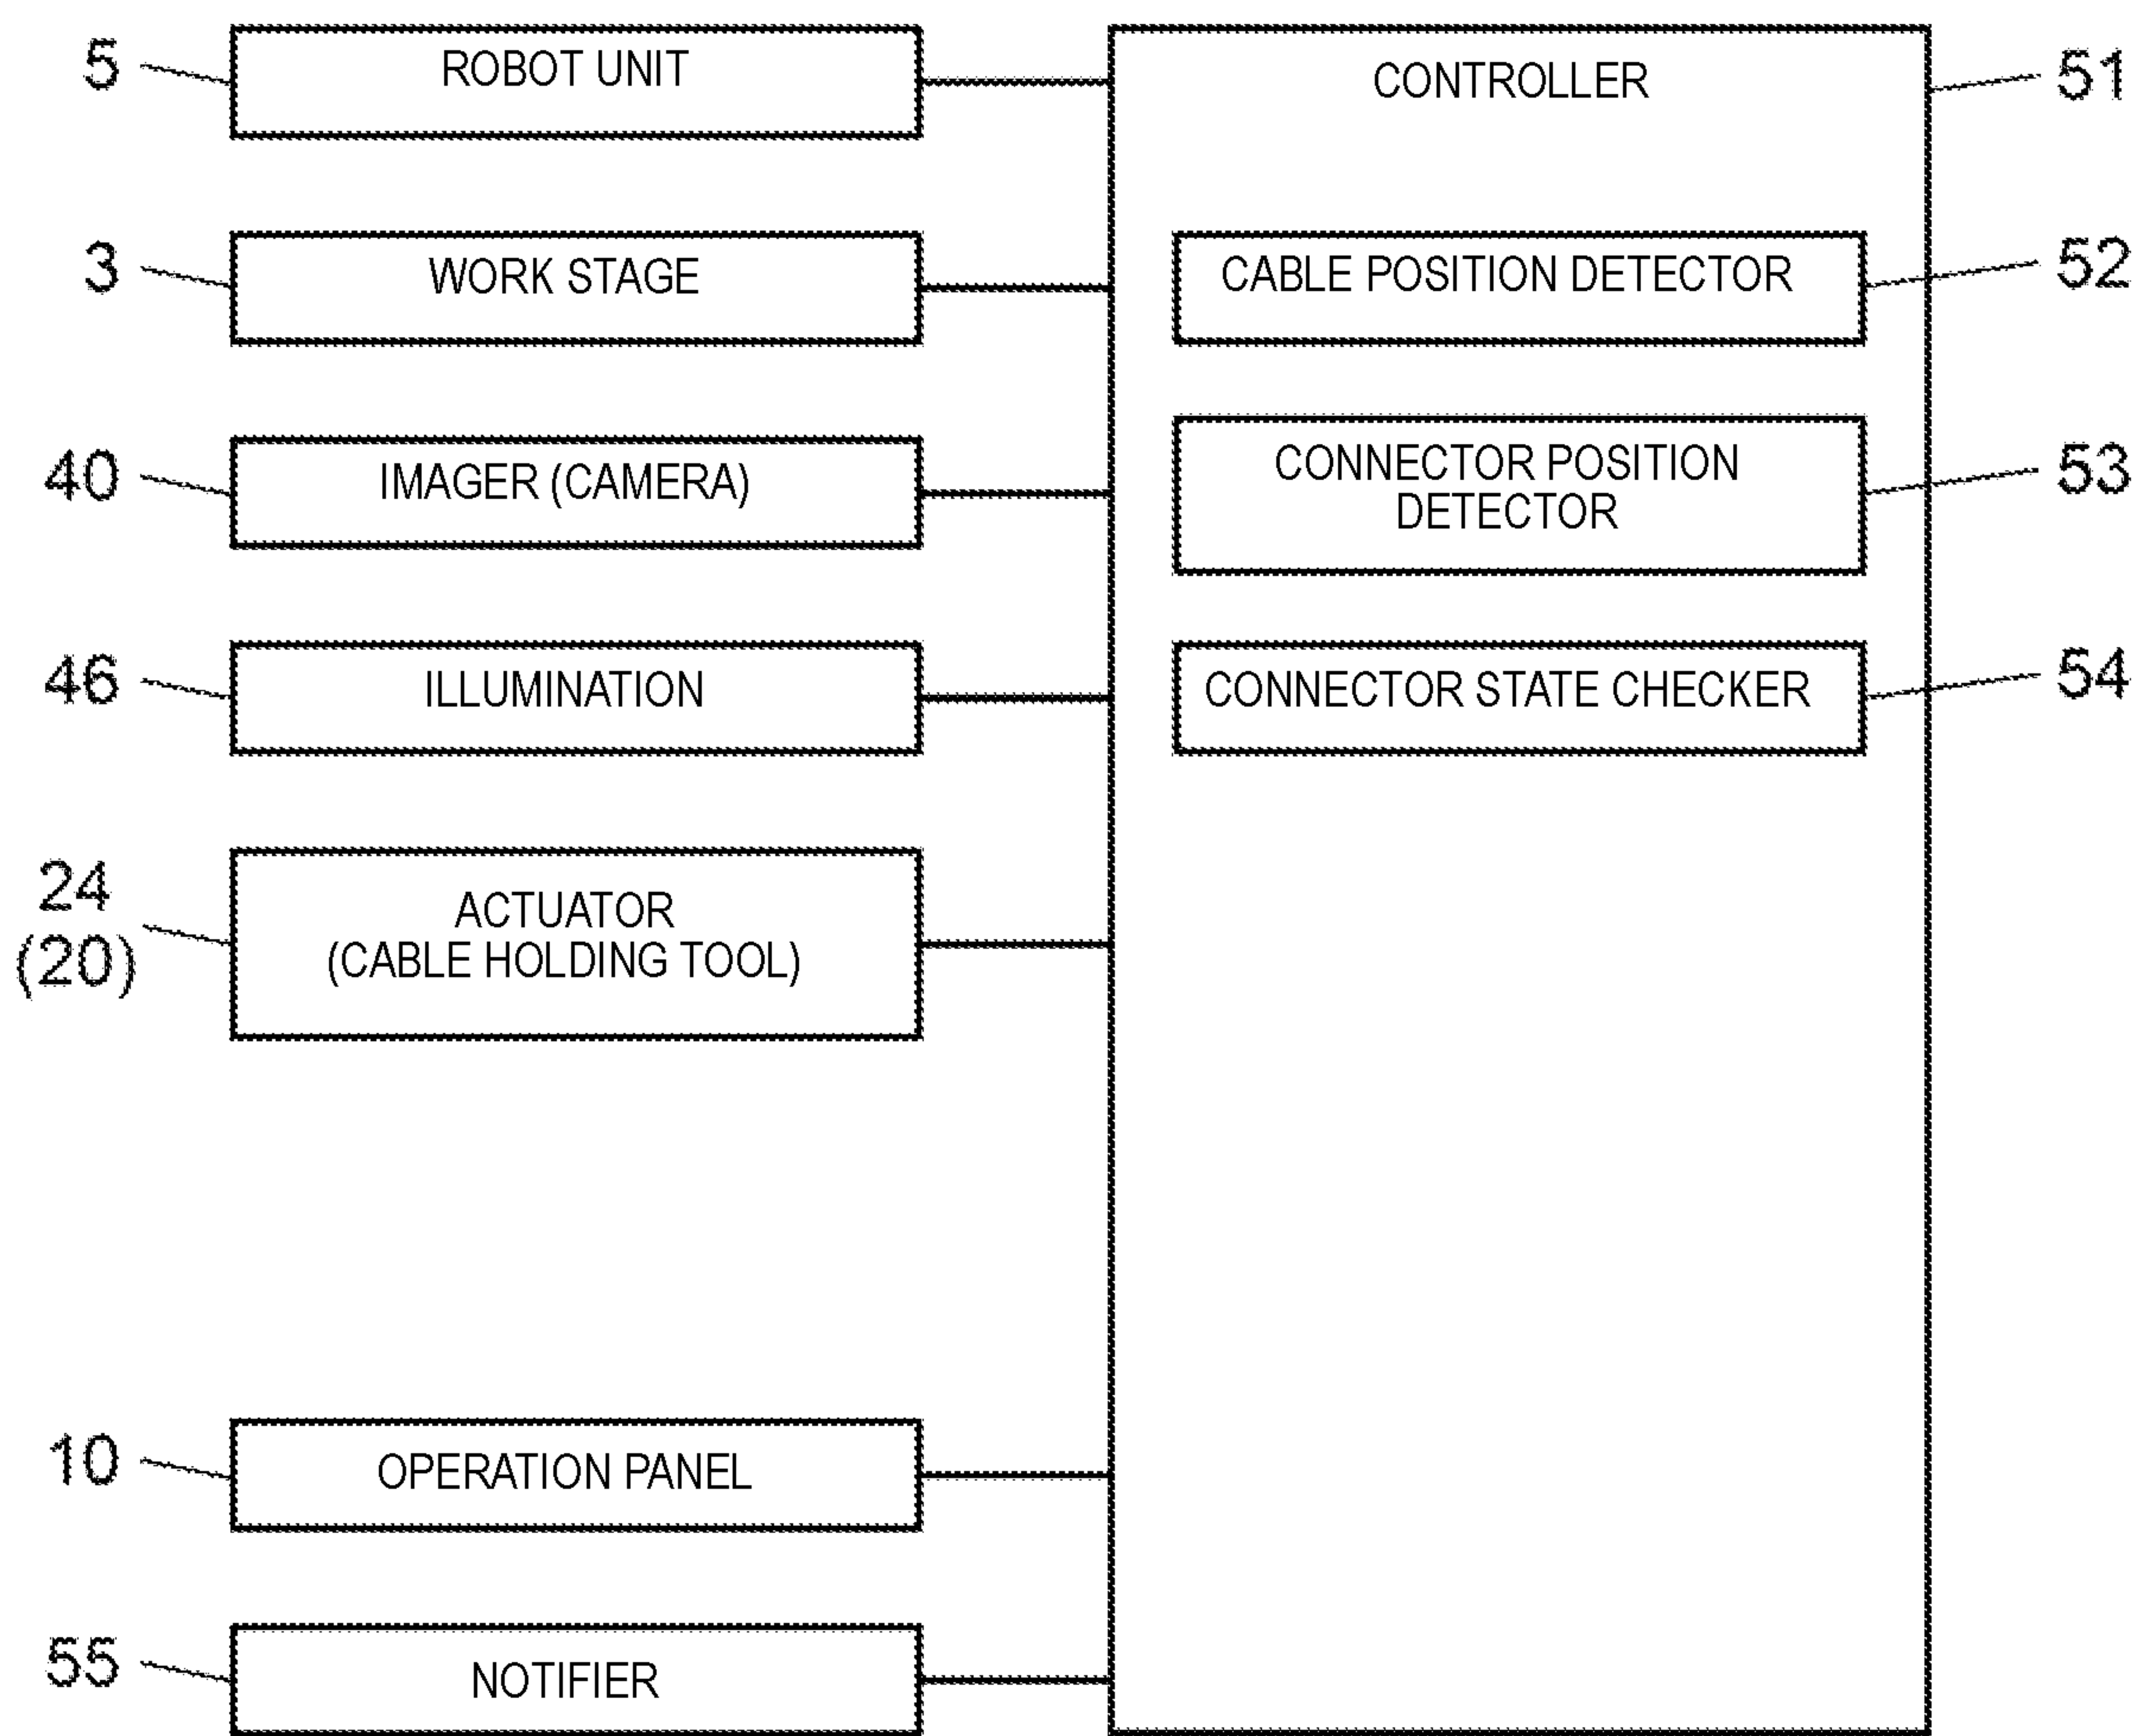 5
ROBOT UNIT
CONTROLLER
51
3
WORK STAGE
CABLE POSITION DETECTOR
52
40
IMAGER (CAMERA)
CONNECTOR POSITION
DETECTOR
53
46
ILLUMINATION
CONNECTOR STATE CHECKER
54
24
(20)
ACTUATOR
(CABLE HOLDING TOOL)
10
OPERATION PANEL
55
NOTIFIER